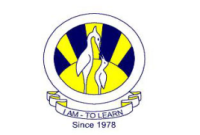 I AM - TO LEARN
Since 1978